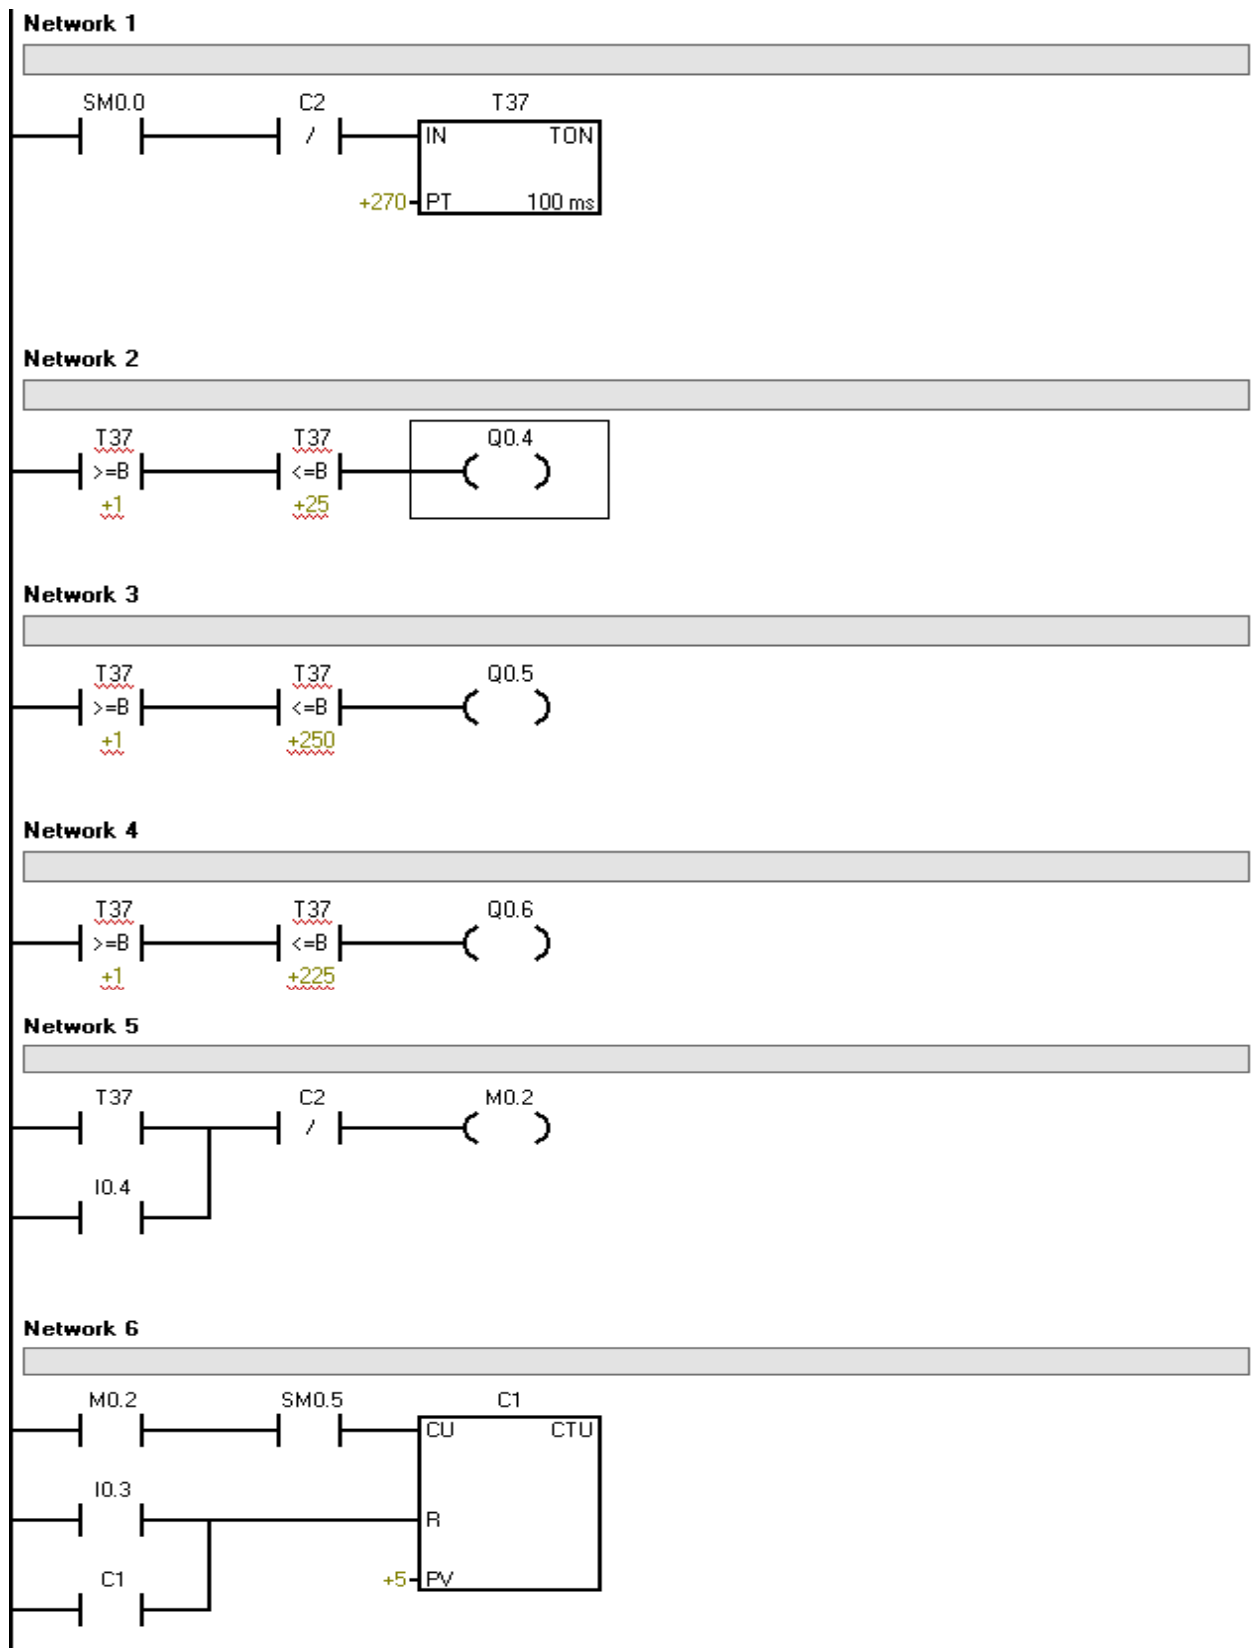 Network 1
SM0.0 C2 T37
/ IN TON
+270 PT 100 ms
Network 2
T37 T37 Q0.4
>=B <=B
+1 +25
Network 3
T37 T37 Q0.5
>=B <=B
+1 +250
Network 4
T37 T37 Q0.6
>=B <=B
+1 +225
Network 5
T37 C2 M0.2
/
I0.4
Network 6
M0.2 SM0.5 C1
CU CTU
I0.3
R
C1 +5 PV